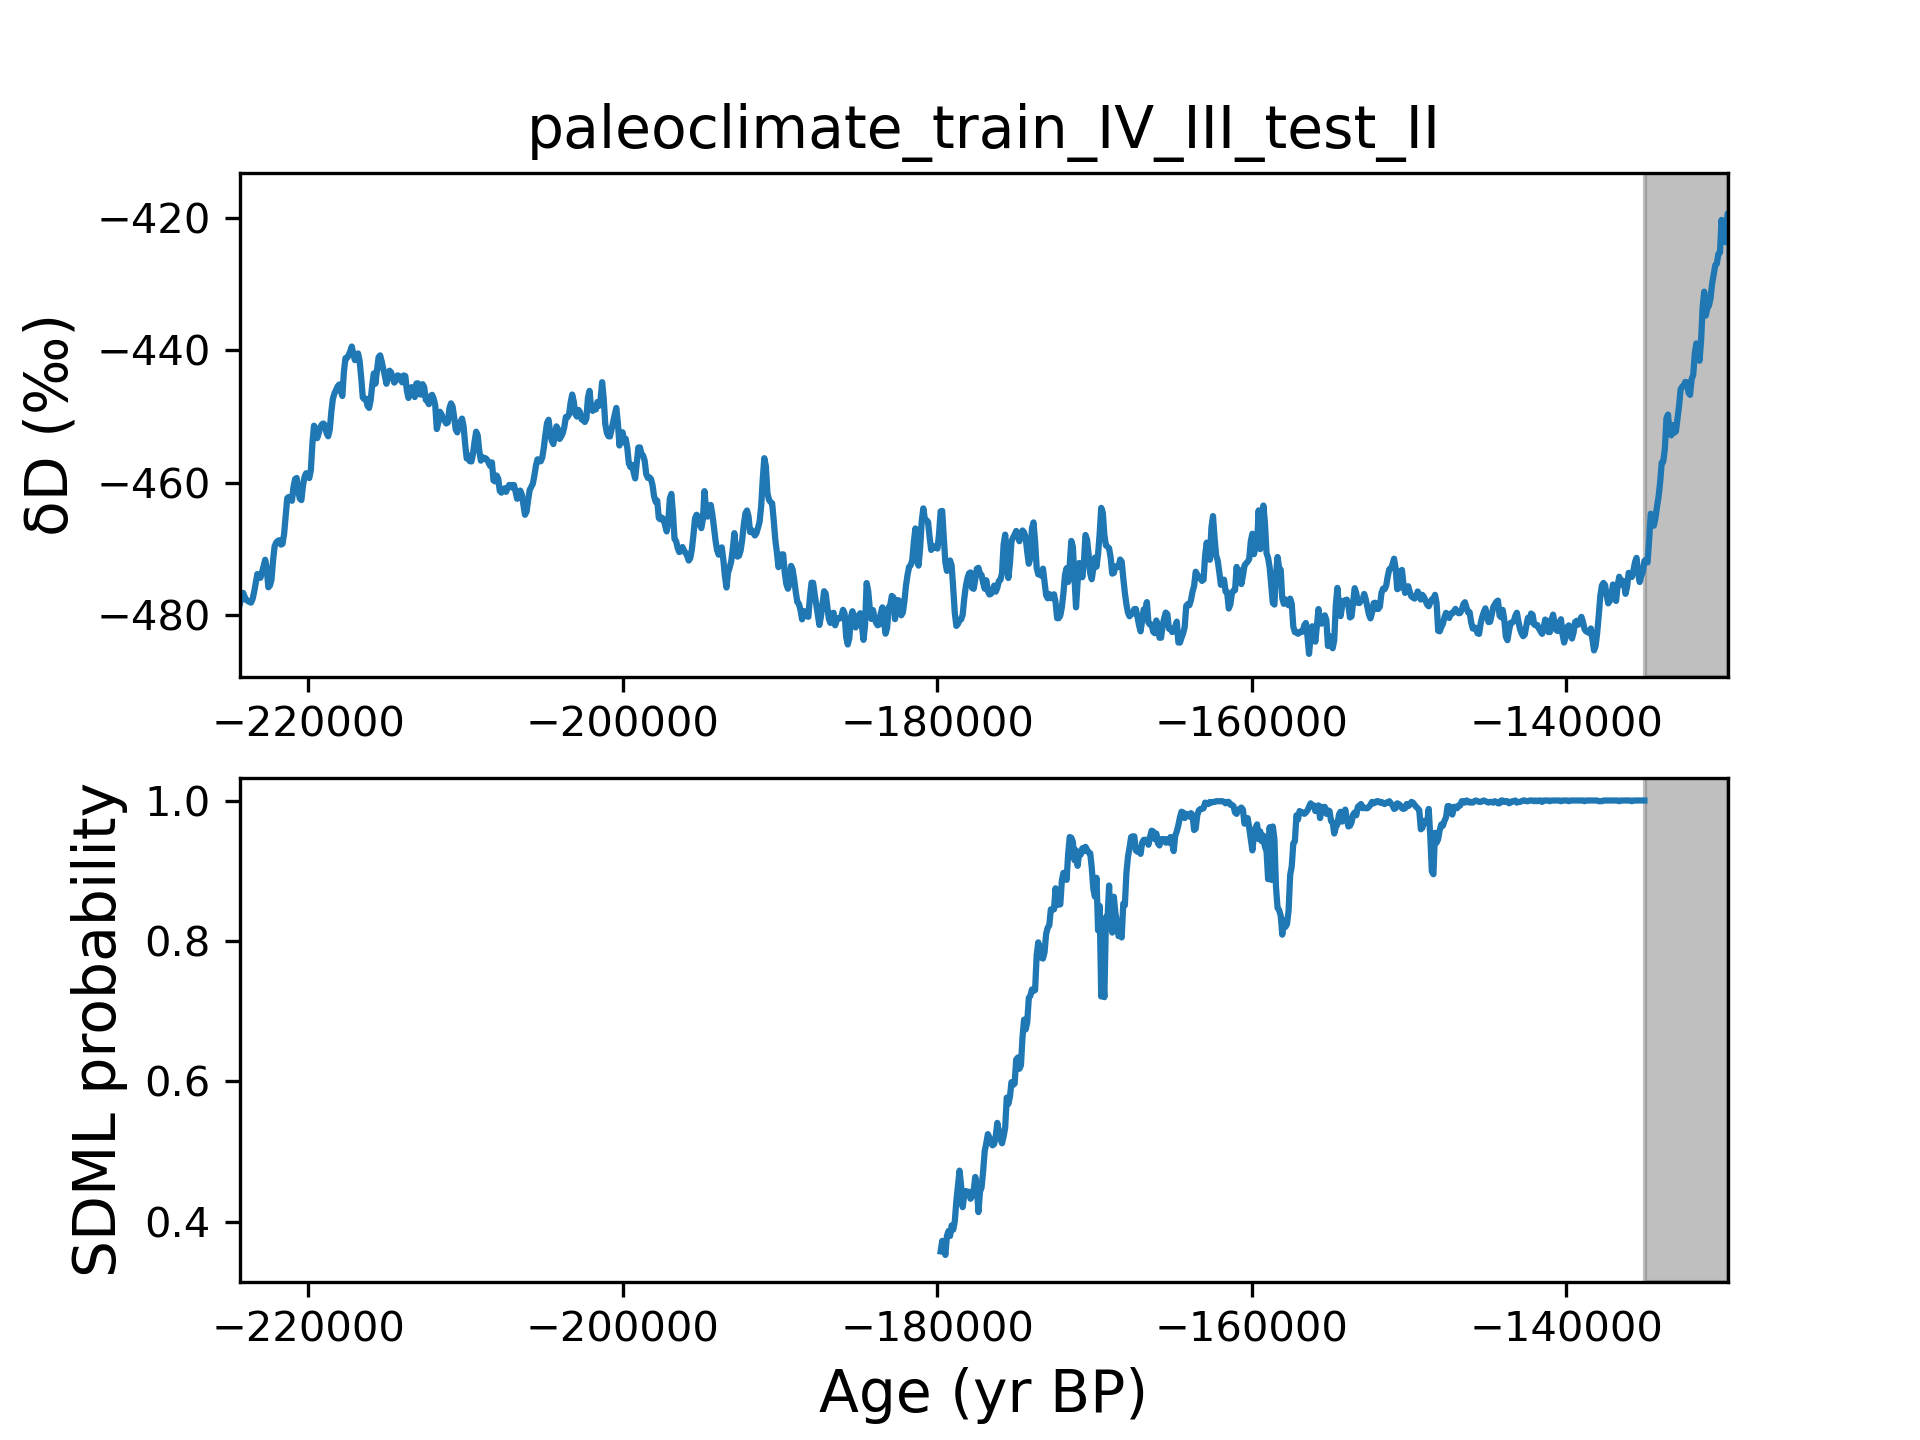 paleoclimate_train_IV_III_test_II
δD (‰)
−420
−440
−460
−480
−220000 −200000 −180000 −160000 −140000
SDML probability
1.0
0.8
0.6
0.4
−220000 −200000 −180000 −160000 −140000
Age (yr BP)